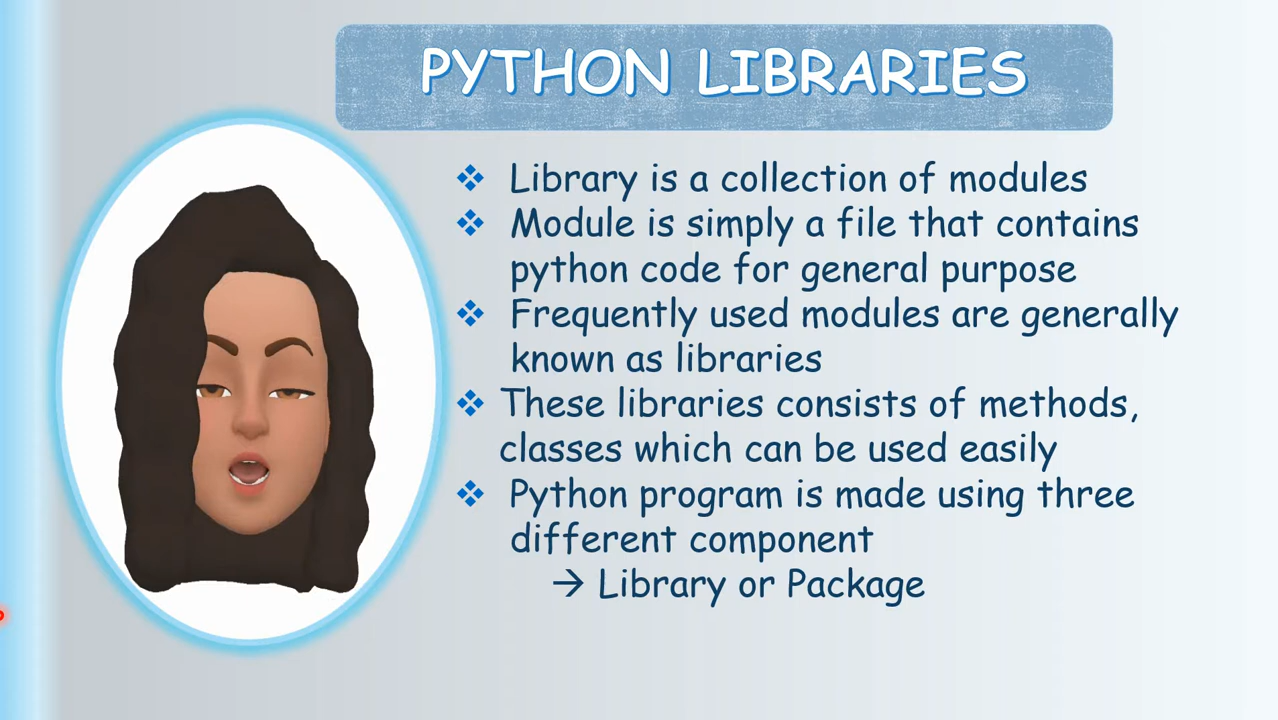 PYTHON LIBRARIES
❖ Library is a collection of modules
❖ Module is simply a file that contains
python code for general purpose
❖ Frequently used modules are generally
known as libraries
❖ These libraries consists of methods,
classes which can be used easily
❖ Python program is made using three
different component
→ Library or Package